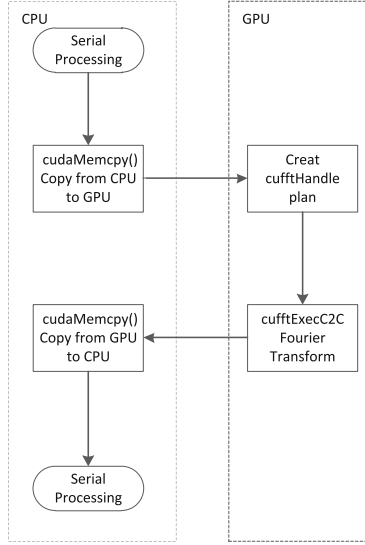 CPU
GPU
Serial
Processing
cudaMemcpy()
Copy from CPU
to GPU
Creat
cufftHandle
plan
cudaMemcpy()
Copy from GPU
to CPU
cufftExecC2C
Fourier
Transform
Serial
Processing